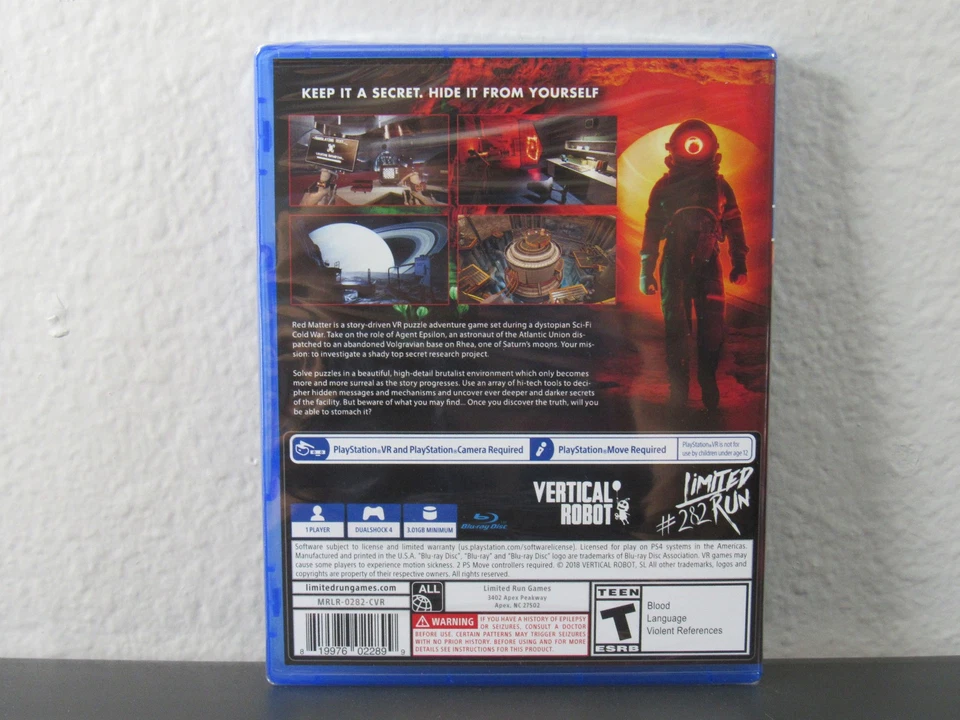 KEEP IT A SECRET. HIDE IT FROM YOURSELF
Red Matter is a story-driven VR puzzle adventure game set during a dystopian Sci-Fi
Cold War. Take on the role of Agent Epsilon, an astronaut of the Atlantic Union dis-
patched to an abandoned Volgravian base on Rhea, one of Saturn's moons. Your mis-
sion: to investigate a shady top secret research project.
Solve puzzles in a beautiful, high-detail brutalist environment which only becomes
more and more surreal as the story progresses. Use an array of hi-tech tools to deci-
pher hidden messages and mechanisms and uncover ever deeper and darker secrets
of the facility. But beware of what you may find... Once you discover the truth, will you
be able to stomach it?
PlayStation®VR and PlayStation®Camera Required
PlayStation®Move Required
PlayStation®VR is not for
use by children under age 12
VERTICAL
ROBOT
LIMITED
RUN
#282
1 PLAYER
DUALSHOCK 4
3.01GB MINIMUM
Blu-ray Disc
Software subject to license and limited warranty (us.playstation.com/softwarelicense). Licensed for play on PS4 systems in the Americas.
Manufactured and printed in the U.S.A. "Blu-ray Disc", "Blu-ray" and "Blu-ray Disc" logo are trademarks of Blu-ray Disc Association. VR games may
cause some players to experience motion sickness. 2 PS Move controllers required. © 2018 VERTICAL ROBOT, SL All other trademarks, logos and
copyrights are property of their respective owners. All rights reserved.
limitedrungames.com
MRLR-0282-CVR
8 19976 02289 9
ALL
Limited Run Games
3402 Apex Peakway
Apex, NC 27502
WARNING IF YOU HAVE A HISTORY OF EPILEPSY
OR SEIZURES, CONSULT A DOCTOR
BEFORE USE. CERTAIN PATTERNS MAY TRIGGER SEIZURES
WITH NO PRIOR HISTORY. BEFORE USING AND FOR MORE
DETAILS SEE INSTRUCTIONS FOR THIS PRODUCT.
TEEN
T
ESRB
Blood
Language
Violent References